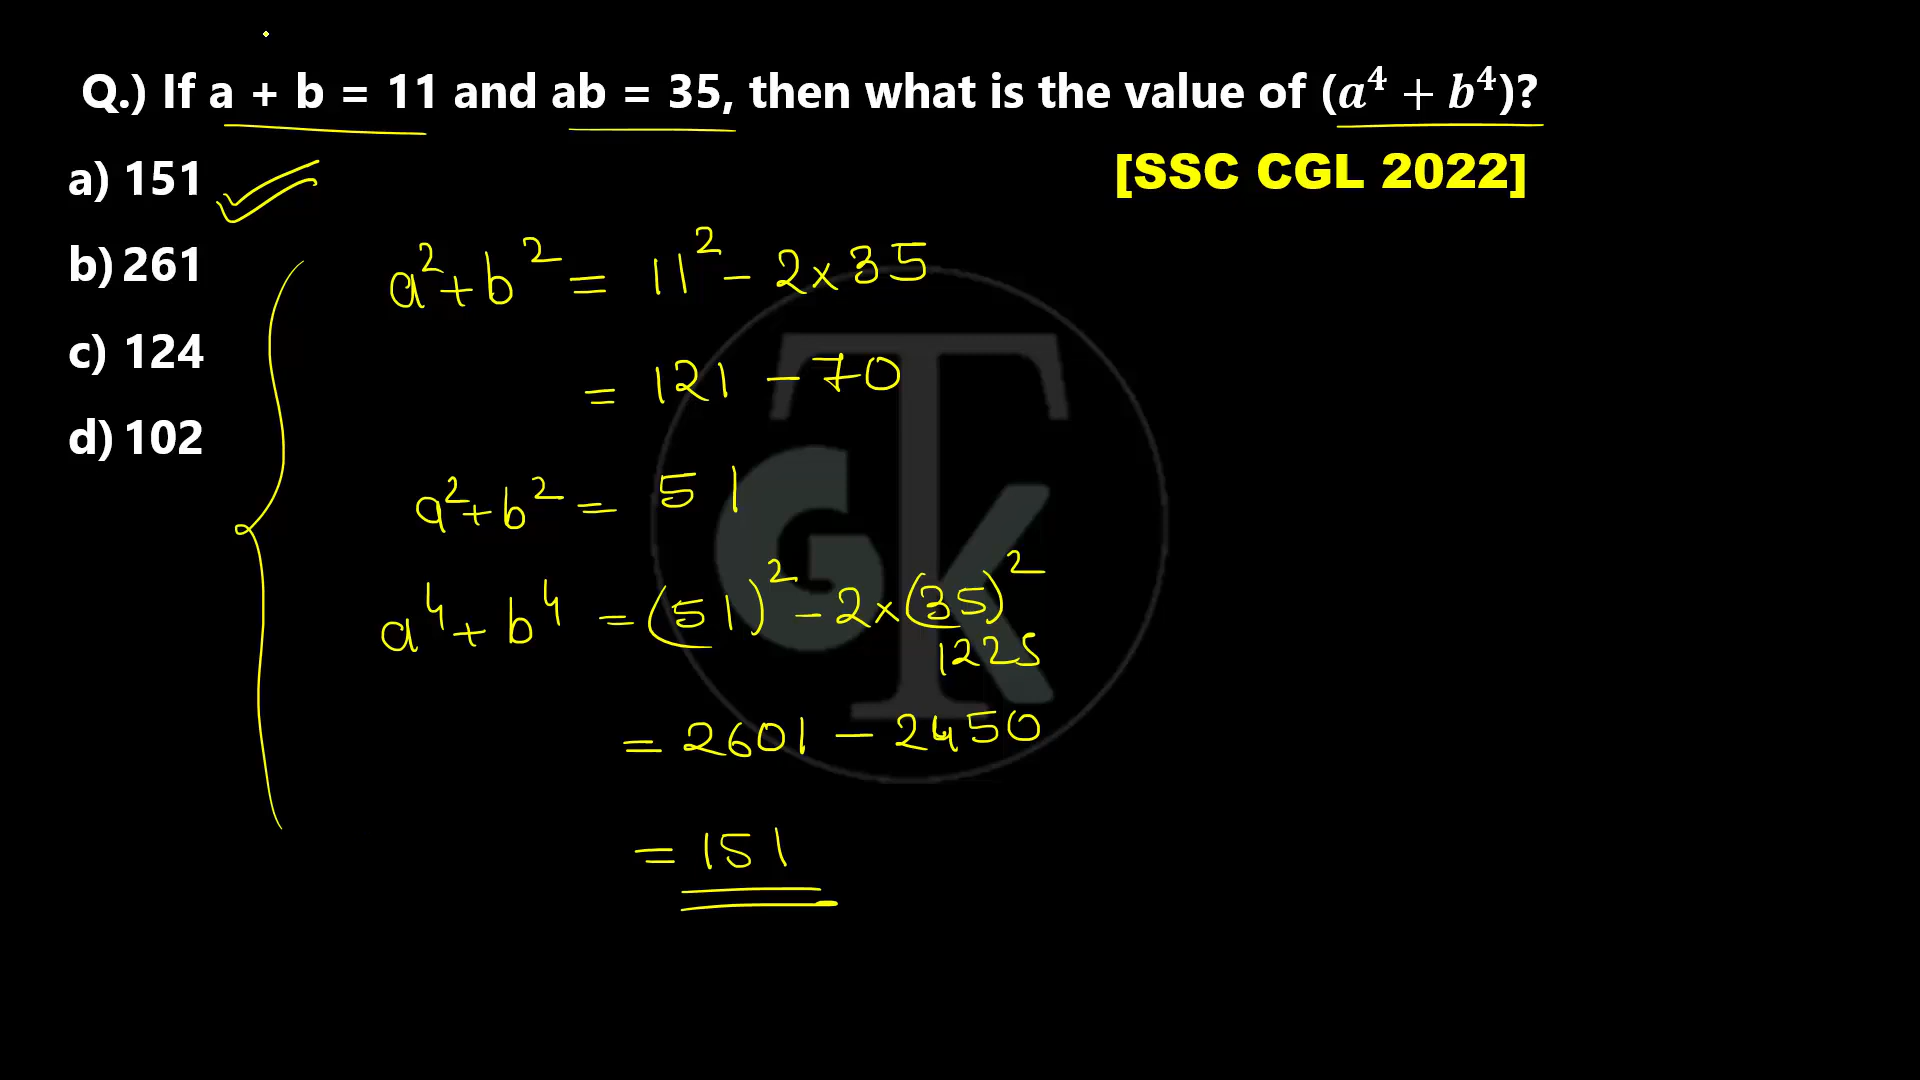 Q.) If a + b = 11 and ab = 35, then what is the value of (a⁴ + b⁴)?
a) 151
[SSC CGL 2022]
b) 261
c) 124
d) 102
a² + b² = 11² - 2 × 35
= 121 - 70
a² + b² = 51
a⁴ + b⁴ = (51)² - 2 × (35)²
1225
= 2601 - 2450
= 151
GTK